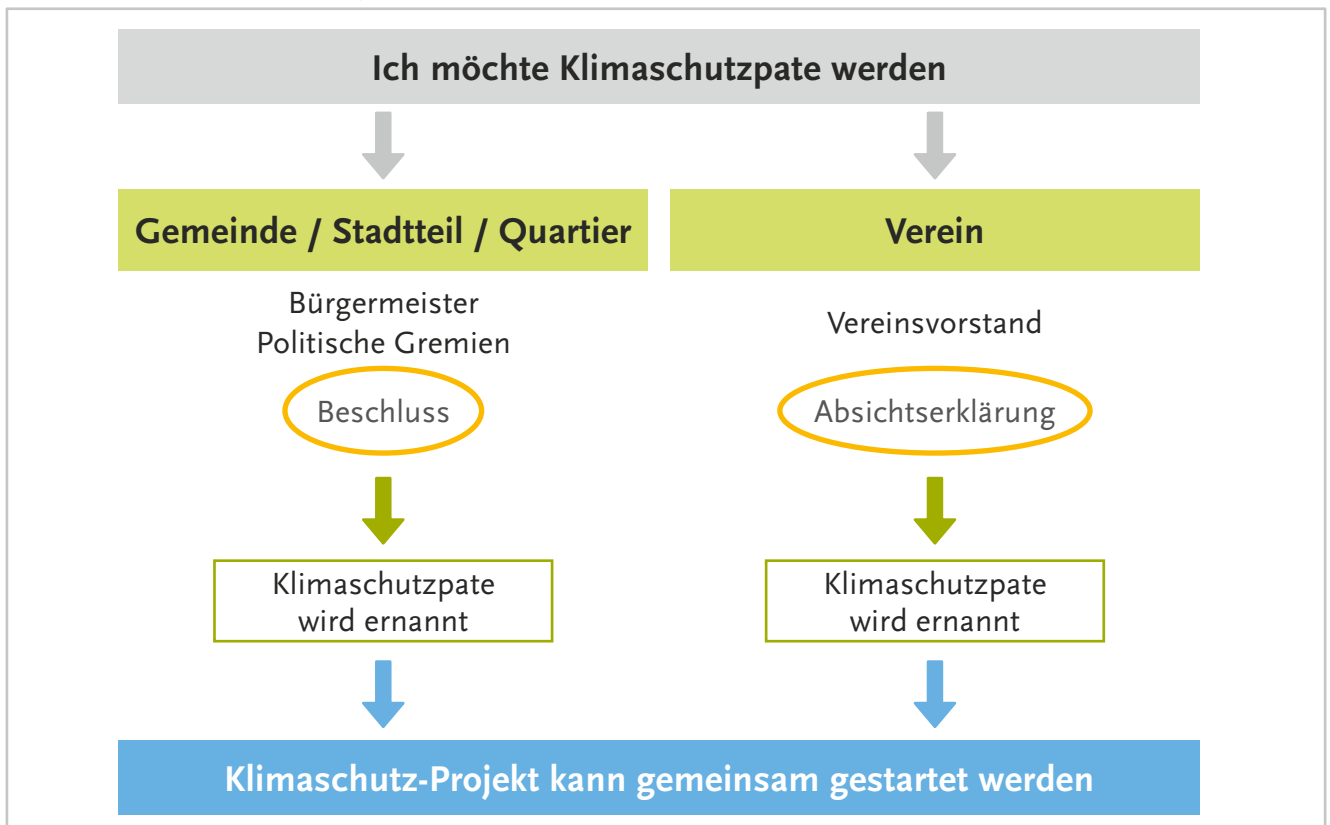 Ich möchte Klimaschutzpate werden
Gemeinde / Stadtteil / Quartier
Bürgermeister
Politische Gremien
Beschluss
Klimaschutzpate
wird ernannt
Verein
Vereinsvorstand
Absichtserklärung
Klimaschutzpate
wird ernannt
Klimaschutz-Projekt kann gemeinsam gestartet werden